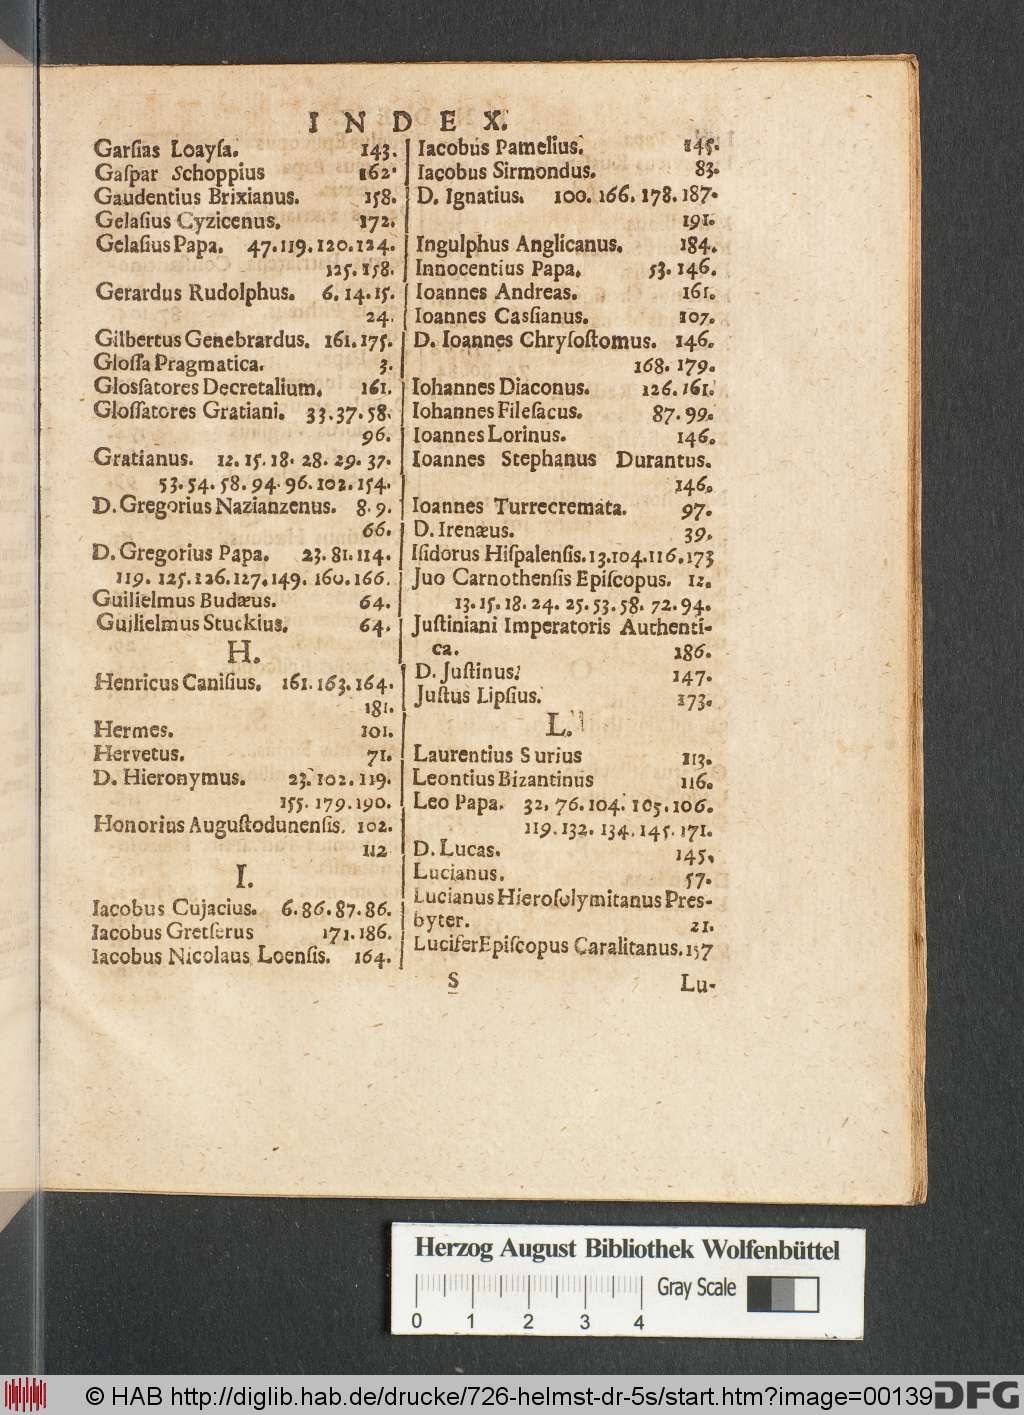 INDEX.
Garſias Loayſa. 143.
Gaſpar Schoppius 162.
Gaudentius Brixianus. 158.
Gelaſius Cyzicenus. 172.
Gelaſius Papa. 47. 119. 120. 124.
125. 158.
Gerardus Rudolphus. 6. 14. 15.
24.
Gilbertus Genebrardus. 161. 175.
Gloſſa Pragmatica. 3.
Glosſatores Decretalium. 161.
Gloſſatores Gratiani. 33. 37. 58.
96.
Gratianus. 12. 15. 18. 28. 29. 37.
53. 54. 58. 94. 96. 102. 154.
D. Gregorius Nazianzenus. 8. 9.
66.
D. Gregorius Papa. 23. 81. 114.
119. 125. 126. 127. 149. 160. 166.
Guilielmus Budæus. 64.
Guilielmus Stuckius. 64.
H.
Henricus Caniſius. 161. 163. 164.
181.
Hermes. 101.
Hervetus. 71.
D. Hieronymus. 23. 102. 119.
155. 179. 190.
Honorius Auguſtodunenſis. 102.
112
I.
Iacobus Cujacius. 6. 86. 87. 86.
Iacobus Gretſerus 171. 186.
Iacobus Nicolaus Loenſis. 164.
Iacobus Pamelius. 145.
Iacobus Sirmondus. 83.
D. Ignatius. 100. 166. 178. 187.
191.
Ingulphus Anglicanus. 184.
Innocentius Papa. 53. 146.
Ioannes Andreas. 161.
Ioannes Casſianus. 107.
D. Ioannes Chryſoſtomus. 146.
168. 179.
Iohannes Diaconus. 126. 161.
Iohannes Fileſacus. 87. 99.
Ioannes Lorinus. 146.
Ioannes Stephanus Durantus.
146.
Ioannes Turrecremata. 97.
D. Irenæus. 39.
Iſidorus Hiſpalenſis. 13. 104. 116. 173
Juo Carnothenſis Epiſcopus. 12.
13. 15. 18. 24. 25. 53. 58. 72. 94.
Juſtiniani Imperatoris Authenti-
ca. 186.
D. Juſtinus. 147.
Juſtus Lipſius. 173.
L.
Laurentius Surius 113.
Leontius Bizantinus 116.
Leo Papa. 32. 76. 104. 105. 106.
119. 132. 134. 145. 171.
D. Lucas. 145.
Lucianus. 57.
Lucianus Hieroſolymitanus Pres-
byter. 21.
Lucifer Epiſcopus Caralitanus. 157
S
Lu-
Herzog August Bibliothek Wolfenbüttel
Gray Scale
0 1 2 3 4
© HAB http://diglib.hab.de/drucke/726-helmst-dr-5s/start.htm?image=00139
DFG